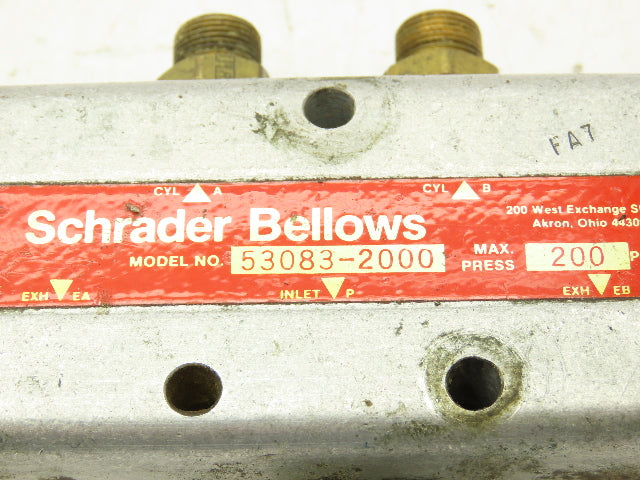 FA7
CYL A
CYL B
Schrader Bellows
200 West Exchange
Akron, Ohio
MODEL NO. 53083-2000
MAX. PRESS 200
EXH EA
INLET P
EXH EB